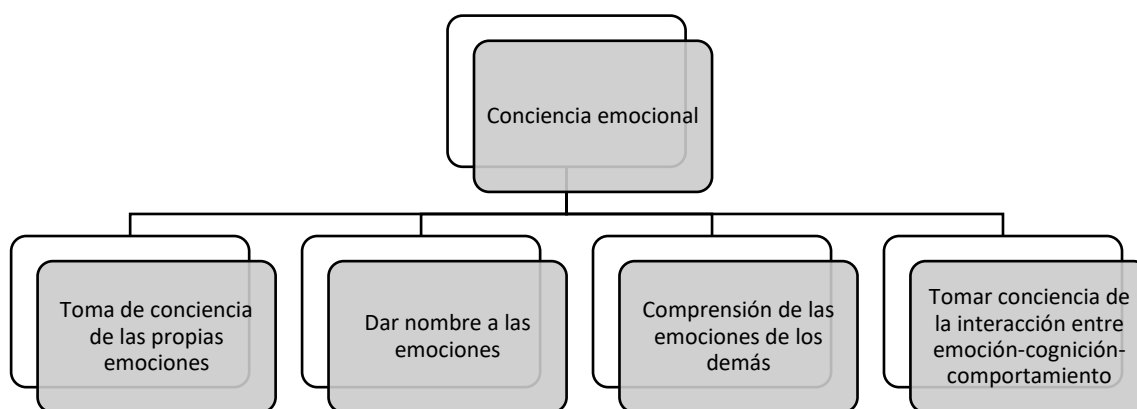 Conciencia emocional
Toma de conciencia
de las propias
emociones
Dar nombre a las
emociones
Comprensión de las
emociones de los
demás
Tomar conciencia de
la interacción entre
emoción-cognición-
comportamiento